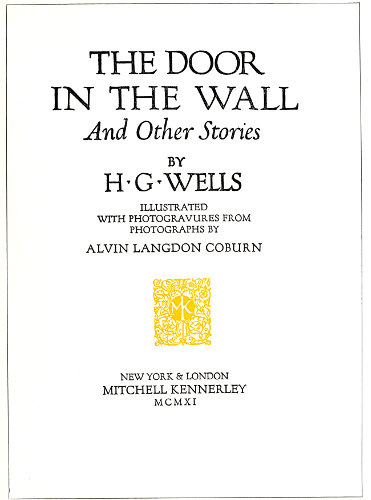 THE DOOR
IN THE WALL
And Other Stories
BY
H·G·WELLS
ILLUSTRATED
WITH PHOTOGRAVURES FROM
PHOTOGRAPHS BY
ALVIN LANGDON COBURN
MK
NEW YORK & LONDON
MITCHELL KENNERLEY
MCMXI